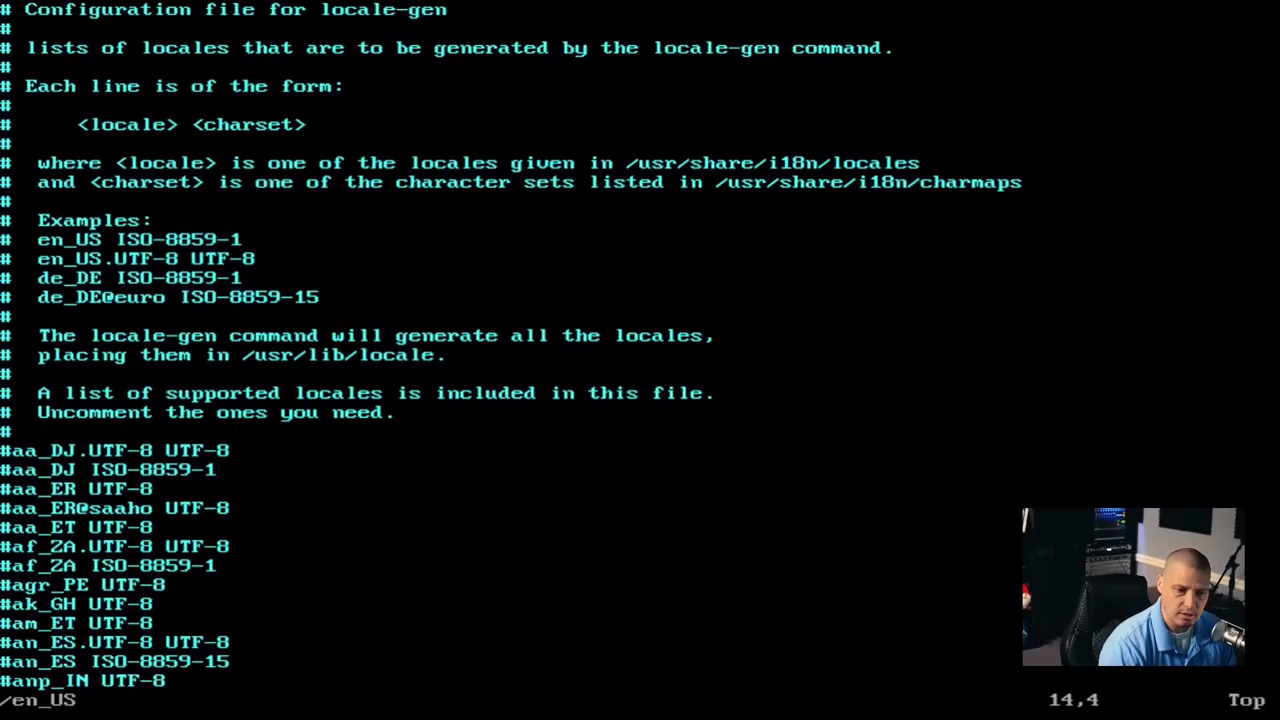 # Configuration file for locale-gen
#
# lists of locales that are to be generated by the locale-gen command.
#
# Each line is of the form:
#
#     <locale> <charset>
#
#  where <locale> is one of the locales given in /usr/share/i18n/locales
#  and <charset> is one of the character sets listed in /usr/share/i18n/charmaps
#
#  Examples:
#  en_US ISO-8859-1
#  en_US.UTF-8 UTF-8
#  de_DE ISO-8859-1
#  de_DE@euro ISO-8859-15
#
#  The locale-gen command will generate all the locales,
#  placing them in /usr/lib/locale.
#
#  A list of supported locales is included in this file.
#  Uncomment the ones you need.
#
#aa_DJ.UTF-8 UTF-8
#aa_DJ ISO-8859-1
#aa_ER UTF-8
#aa_ER@saaho UTF-8
#aa_ET UTF-8
#af_ZA.UTF-8 UTF-8
#af_ZA ISO-8859-1
#agr_PE UTF-8
#ak_GH UTF-8
#am_ET UTF-8
#an_ES.UTF-8 UTF-8
#an_ES ISO-8859-15
#anp_IN UTF-8
/en_US 14,4 Top